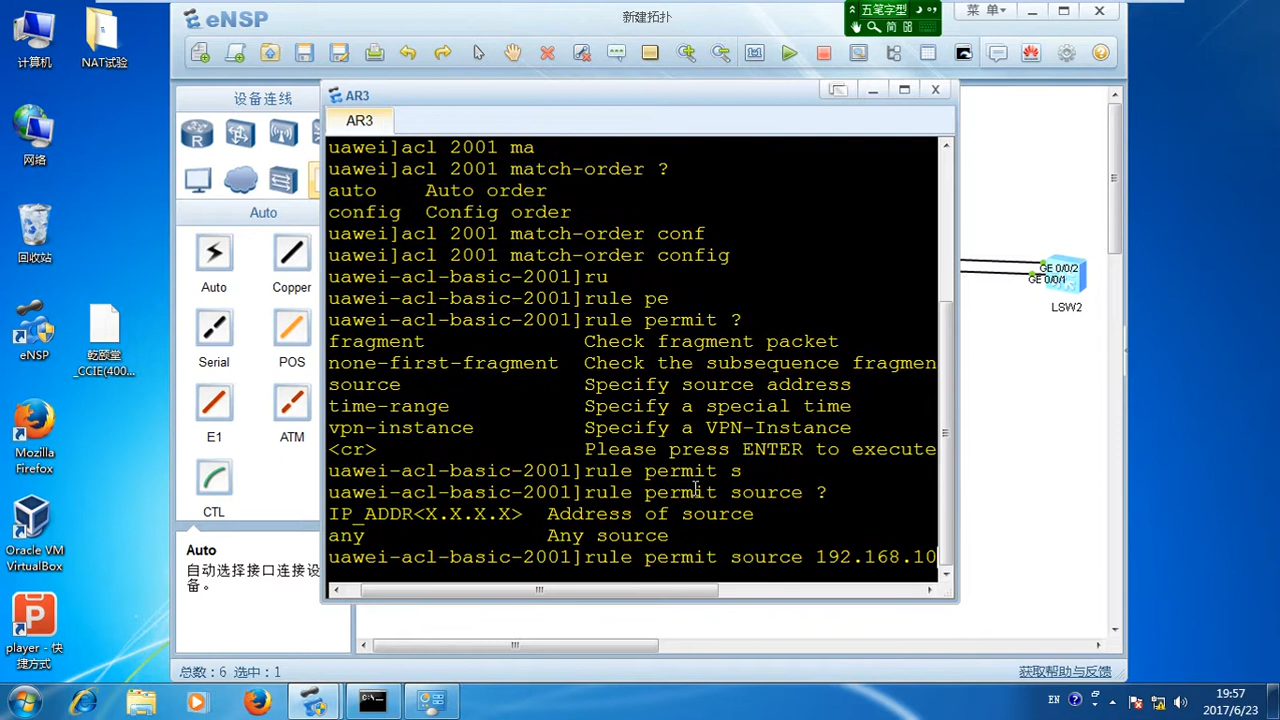 计算机
NAT试验
网络
回收站
eNSP
乾颐堂
_CCIE(400...
Mozilla
Firefox
Oracle VM
VirtualBox
player - 快
捷方式
eNSP
新建拓扑
五笔字型
简
菜 单
设备连线
R
Auto
Auto
Copper
Serial
POS
E1
ATM
CTL
Auto
自动选择接口连接设
备。
AR3
AR3
uawei]acl 2001 ma
uawei]acl 2001 match-order ?
auto    Auto order
config  Config order
uawei]acl 2001 match-order conf
uawei]acl 2001 match-order config
uawei-acl-basic-2001]ru
uawei-acl-basic-2001]rule pe
uawei-acl-basic-2001]rule permit ?
fragment             Check fragment packet
none-first-fragment  Check the subsequence fragmen
source               Specify source address
time-range           Specify a special time
vpn-instance         Specify a VPN-Instance
<cr>                 Please press ENTER to execute
uawei-acl-basic-2001]rule permit s
uawei-acl-basic-2001]rule permit source ?
IP_ADDR<X.X.X.X>  Address of source
any               Any source
uawei-acl-basic-2001]rule permit source 192.168.10
GE 0/0/2
GE 0/0/1
LSW2
总数: 6 选中: 1
获取帮助与反馈
EN
19:57
2017/6/23